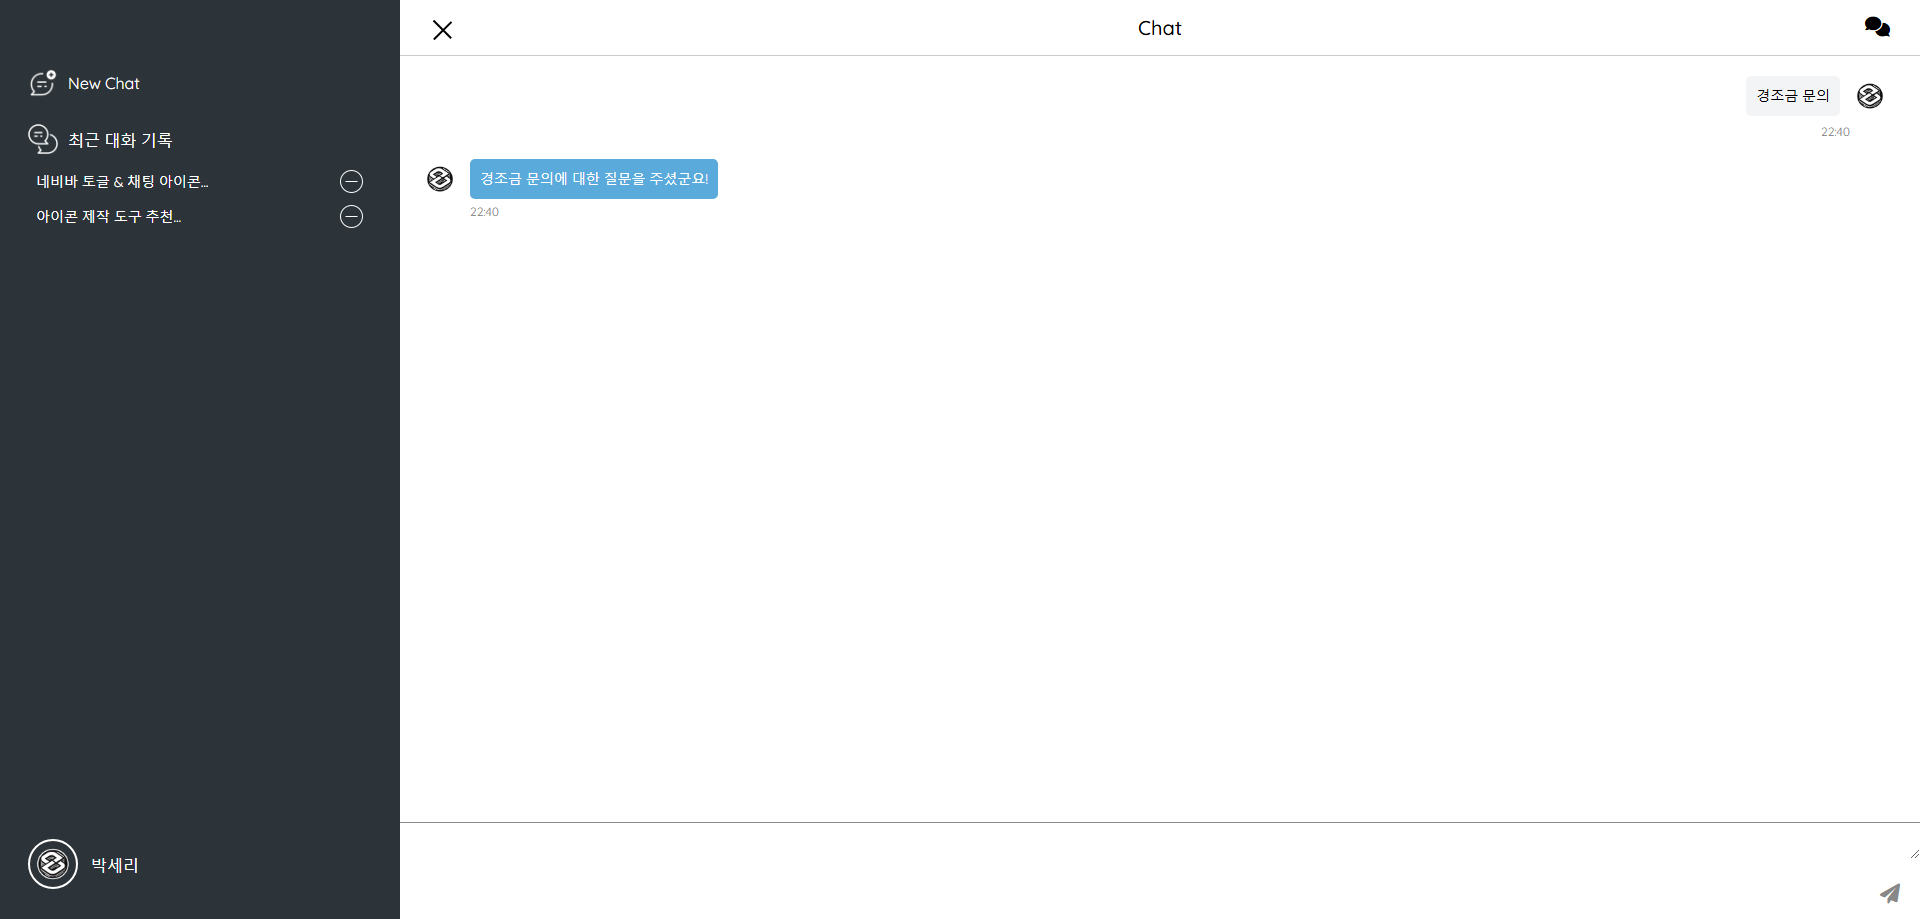 New Chat
최근 대화 기록
네비바 토글 & 채팅 아이콘...
아이콘 제작 도구 추천...
박세리
Chat
경조금 문의
22:40
경조금 문의에 대한 질문을 주셨군요!
22:40